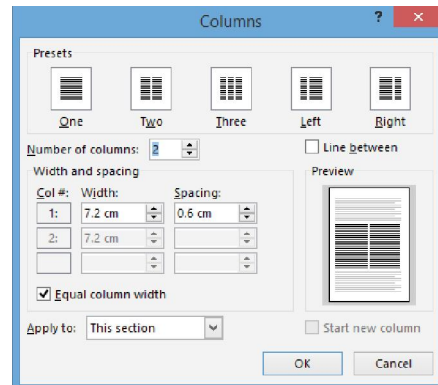 Columns ? ×
Presets
One Two Three Left Right
Number of columns: 2 Line between
Width and spacing Preview
Col #: Width: Spacing:
1: 7.2 cm 0.6 cm
2: 7.2 cm
Equal column width
Apply to: This section Start new column
OK Cancel